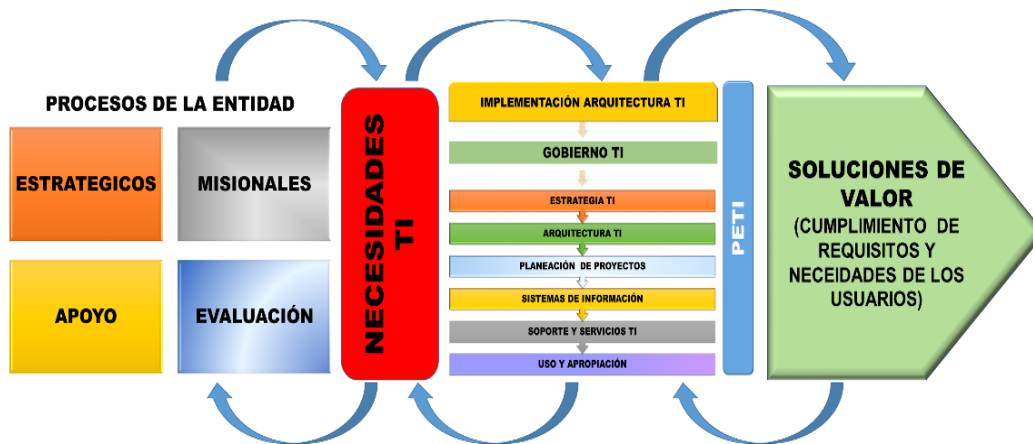 PROCESOS DE LA ENTIDAD
ESTRATEGICOS
MISIONALES
APOYO
EVALUACIÓN
NECESIDADES
TI
IMPLEMENTACIÓN ARQUITECTURA TI
GOBIERNO TI
ESTRATEGIA TI
ARQUITECTURA TI
PLANEACIÓN DE PROYECTOS
SISTEMAS DE INFORMACIÓN
SOPORTE Y SERVICIOS TI
USO Y APROPIACIÓN
PETI
SOLUCIONES DE
VALOR
(CUMPLIMIENTO DE
REQUISITOS Y
NECEIDADES DE LOS
USUARIOS)